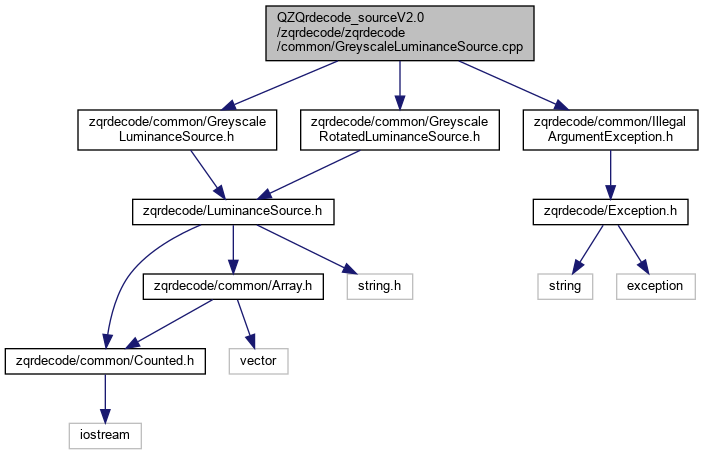 QZQrdecode_sourceV2.0
/zqrdecode/zqrdecode
/common/GreyscaleLuminanceSource.cpp
zqrdecode/common/Greyscale
LuminanceSource.h
zqrdecode/common/Greyscale
RotatedLuminanceSource.h
zqrdecode/common/Illegal
ArgumentException.h
zqrdecode/LuminanceSource.h
zqrdecode/Exception.h
zqrdecode/common/Array.h
string.h
string
exception
zqrdecode/common/Counted.h
vector
iostream